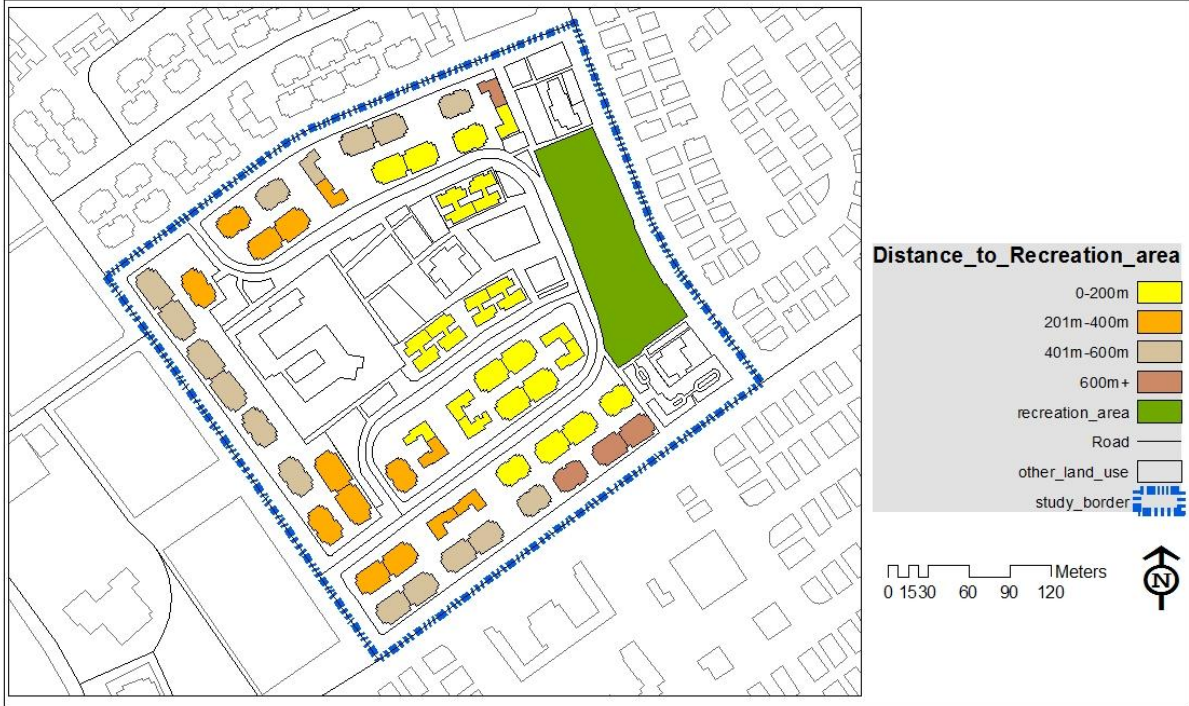 Distance_to_Recreation_area
0-200m
201m-400m
401m-600m
600m+
recreation_area
Road
other_land_use
study_border
Meters
0 1530 60 90 120
N